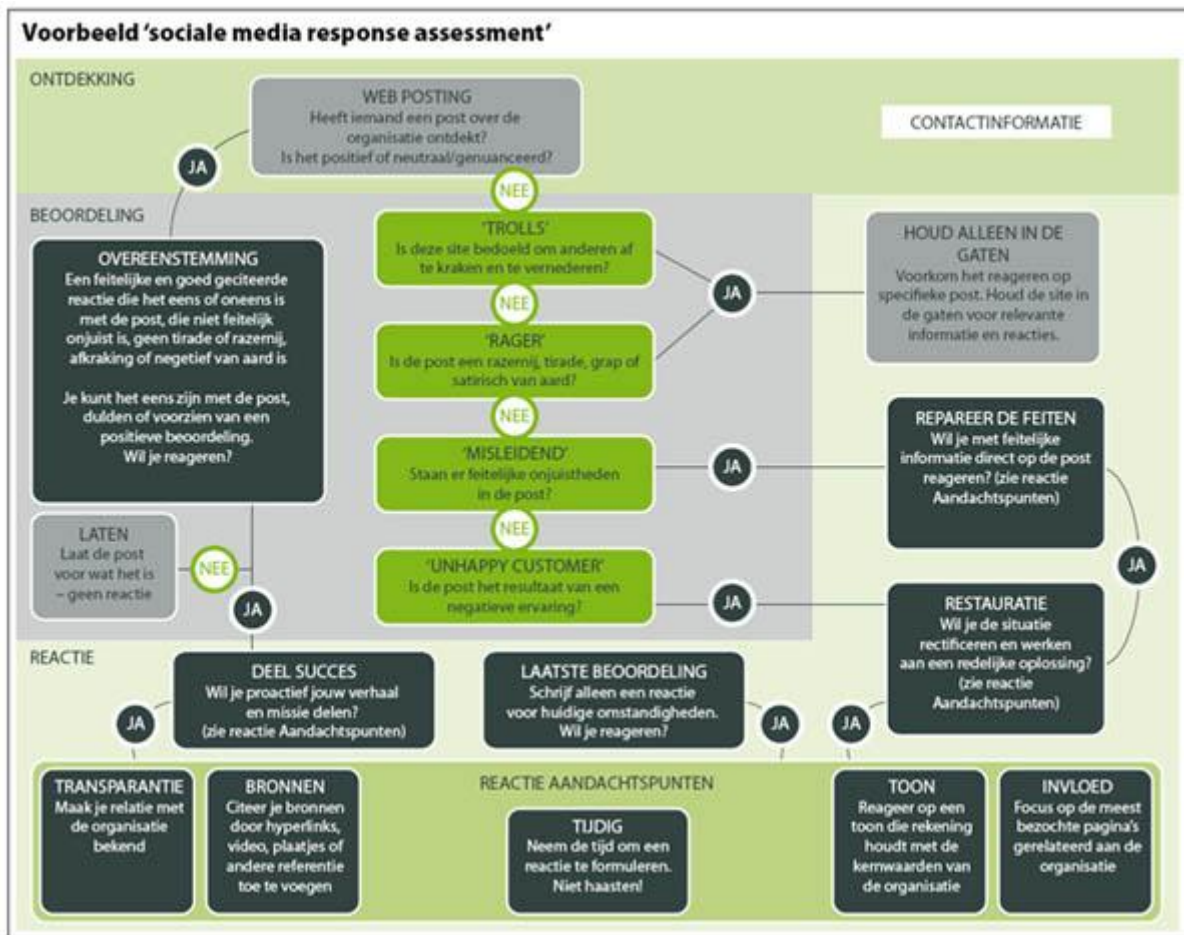 Voorbeeld ‘sociale media response assessment’
ONTDEKKING
WEB POSTING
Heeft iemand een post over de
organisatie ontdekt?
Is het positief of neutraal/genuanceerd?
CONTACTINFORMATIE
JA
NEE
BEOORDELING
OVEREENSTEMMING
Een feitelijke en goed geciteerde
reactie die het eens of oneens is
met de post, die niet feitelijk
onjuist is, geen tirade of razernij,
afkraking of negetief van aard is
Je kunt het eens zijn met de post,
dulden of voorzien van een
positieve beoordeling.
Wil je reageren?
‘TROLLS’
Is deze site bedoeld om anderen af
te kraken en te vernederen?
NEE
‘RAGER’
Is de post een razernij, tirade, grap of
satirisch van aard?
JA
HOUD ALLEEN IN DE
GATEN
Voorkom het reageren op
specifieke post. Houd de site in
de gaten voor relevante
informatie en reacties.
NEE
‘MISLEIDEND’
Staan er feitelijke onjuistheden
in de post?
JA
REPAREER DE FEITEN
Wil je met feitelijke
informatie direct op de post
reageren? (zie reactie
Aandachtspunten)
NEE
‘UNHAPPY CUSTOMER’
Is de post het resultaat van een
negatieve ervaring?
JA
JA
RESTAURATIE
Wil je de situatie
rectificeren en werken
aan een redelijke oplossing?
(zie reactie
Aandachtspunten)
LATEN
Laat de post
voor wat het is
– geen reactie
NEE
JA
REACTIE
DEEL SUCCES
Wil je proactief jouw verhaal
en missie delen?
(zie reactie Aandachtspunten)
JA
LAATSTE BEOORDELING
Schrijf alleen een reactie
voor huidige omstandigheden.
Wil je reageren?
JA
JA
REACTIE AANDACHTSPUNTEN
TRANSPARANTIE
Maak je relatie met
de organisatie
bekend
BRONNEN
Citeer je bronnen
door hyperlinks,
video, plaatjes of
andere referentie
toe te voegen
TIJDIG
Neem de tijd om een
reactie te formuleren.
Niet haasten!
TOON
Reageer op een
toon die rekening
houdt met de
kernwaarden van
de organisatie
INVLOED
Focus op de meest
bezochte pagina’s
gerelateerd aan de
organisatie